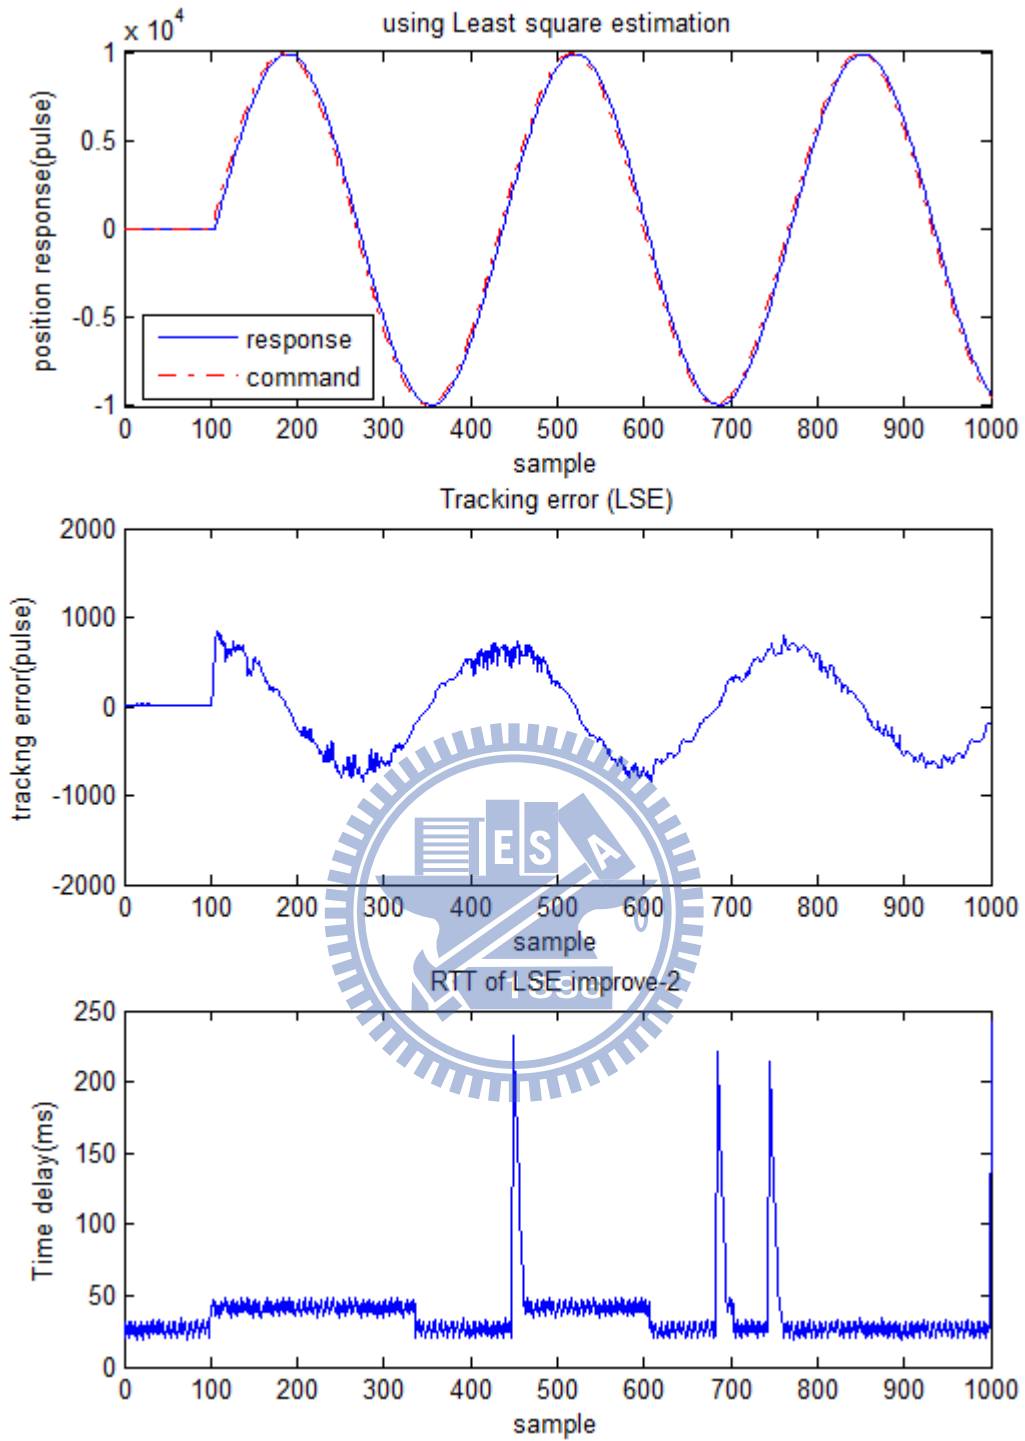 using Least square estimation
x 10^4
1
0.5
0
-0.5
-1
position response(pulse)
response
command
0 100 200 300 400 500 600 700 800 900 1000
sample
Tracking error (LSE)
2000
1000
0
-1000
-2000
trackng error(pulse)
0 100 200 300 400 500 600 700 800 900 1000
sample
E S A
1896
RTT of LSE improve-2
250
200
150
100
50
0
Time delay(ms)
0 100 200 300 400 500 600 700 800 900 1000
sample